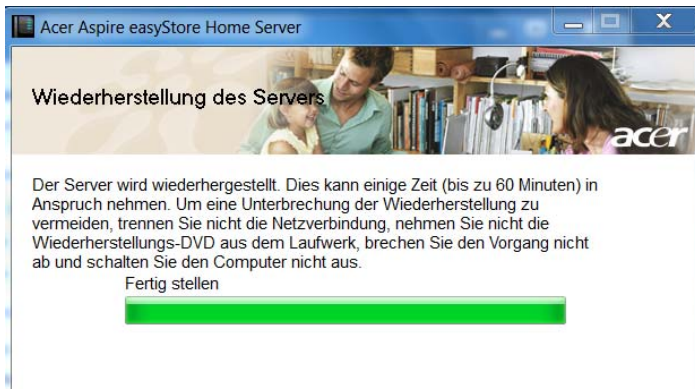 Acer Aspire easyStore Home Server
Wiederherstellung des Servers
acer
Der Server wird wiederhergestellt. Dies kann einige Zeit (bis zu 60 Minuten) in
Anspruch nehmen. Um eine Unterbrechung der Wiederherstellung zu
vermeiden, trennen Sie nicht die Netzverbindung, nehmen Sie nicht die
Wiederherstellungs-DVD aus dem Laufwerk, brechen Sie den Vorgang nicht
ab und schalten Sie den Computer nicht aus.
Fertig stellen